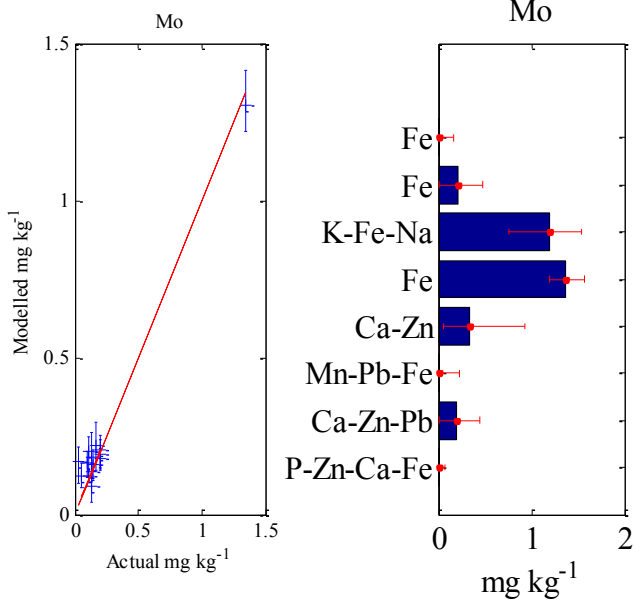 Mo
1.5
1
0.5
0
Modelled mg kg⁻¹
0 0.5 1 1.5
Actual mg kg⁻¹
Mo
Fe
Fe
K-Fe-Na
Fe
Ca-Zn
Mn-Pb-Fe
Ca-Zn-Pb
P-Zn-Ca-Fe
0 1 2
mg kg⁻¹